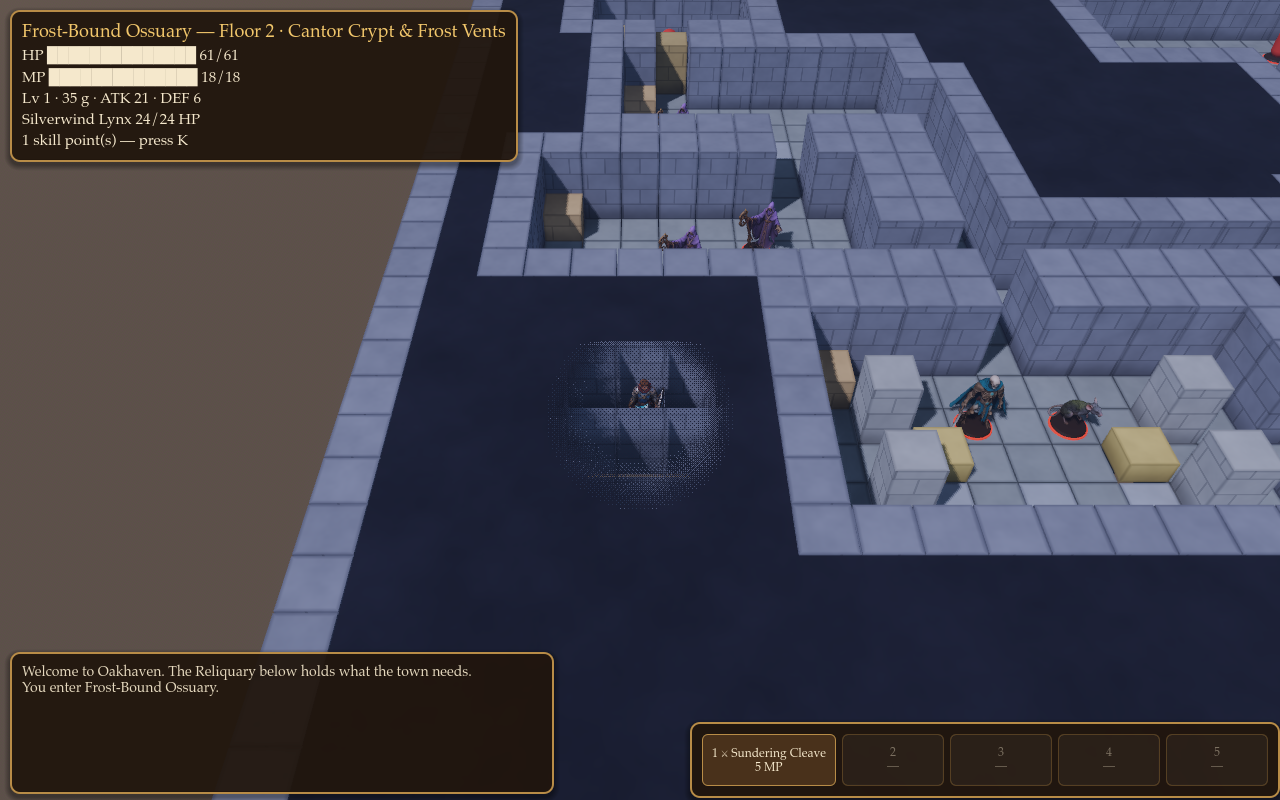 Frost-Bound Ossuary — Floor 2 · Cantor Crypt & Frost Vents
HP ████████████████ 61/61
MP ████████████████ 18/18
Lv 1 · 35 g · ATK 21 · DEF 6
Silverwind Lynx 24/24 HP
1 skill point(s) — press K
Welcome to Oakhaven. The Reliquary below holds what the town needs.
You enter Frost-Bound Ossuary.
1 ⚔ Sundering Cleave
5 MP
2
—
3
—
4
—
5
—